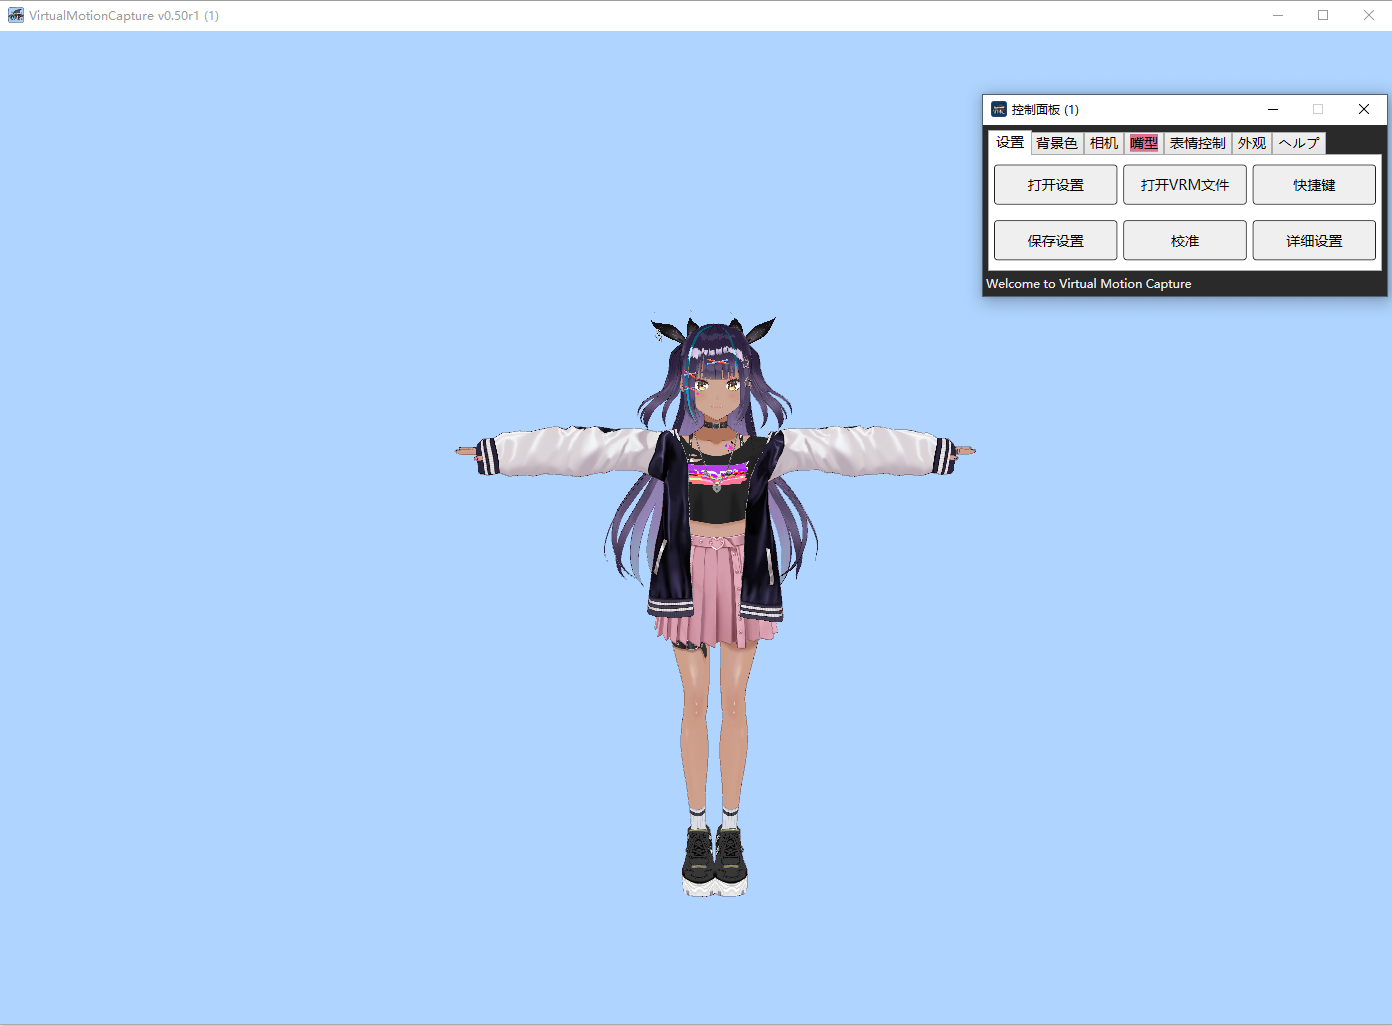 VirtualMotionCapture v0.50r1 (1)
控制面板 (1)
设置 背景色 相机 嘴型 表情控制 外观 ヘルプ
打开设置 打开VRM文件 快捷键
保存设置 校准 详细设置
Welcome to Virtual Motion Capture